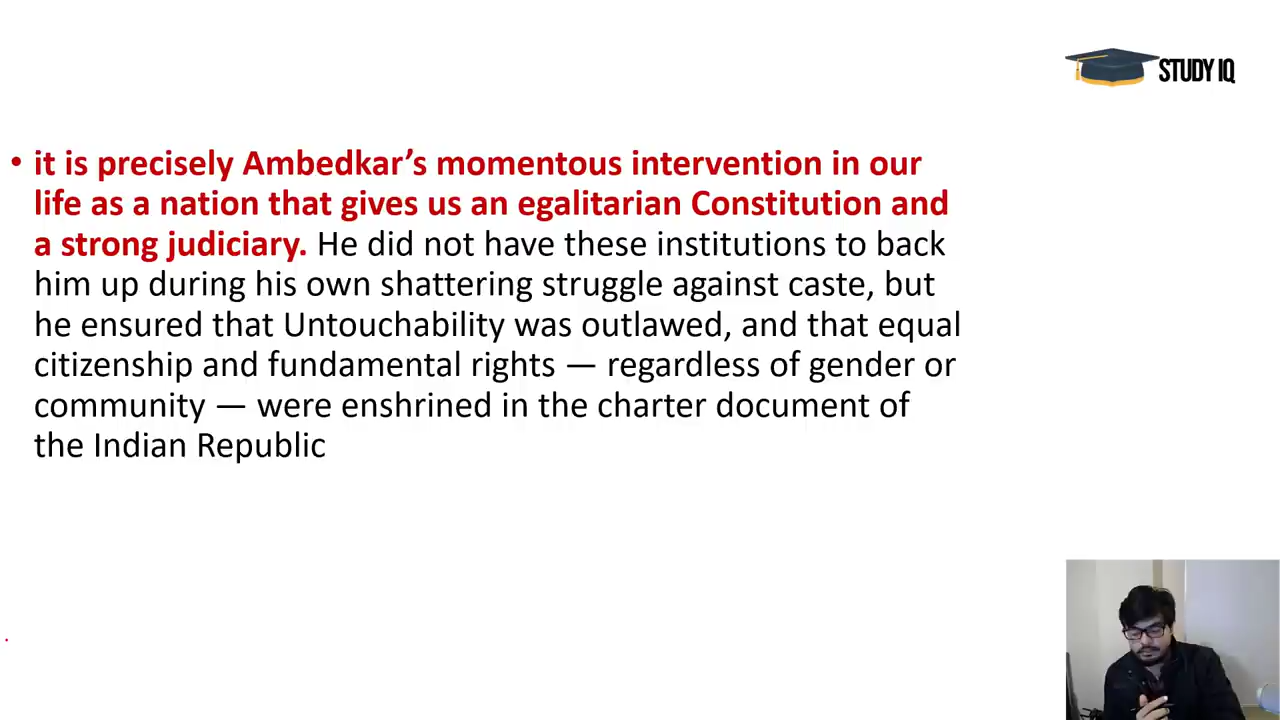 STUDY IQ
• it is precisely Ambedkar’s momentous intervention in our
life as a nation that gives us an egalitarian Constitution and
a strong judiciary. He did not have these institutions to back
him up during his own shattering struggle against caste, but
he ensured that Untouchability was outlawed, and that equal
citizenship and fundamental rights — regardless of gender or
community — were enshrined in the charter document of
the Indian Republic